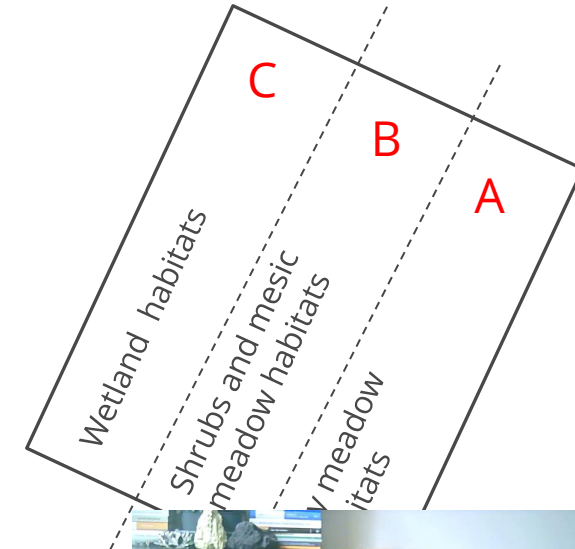 C
B
A
Wetland habitats
Shrubs and mesic
meadow habitats
meadow